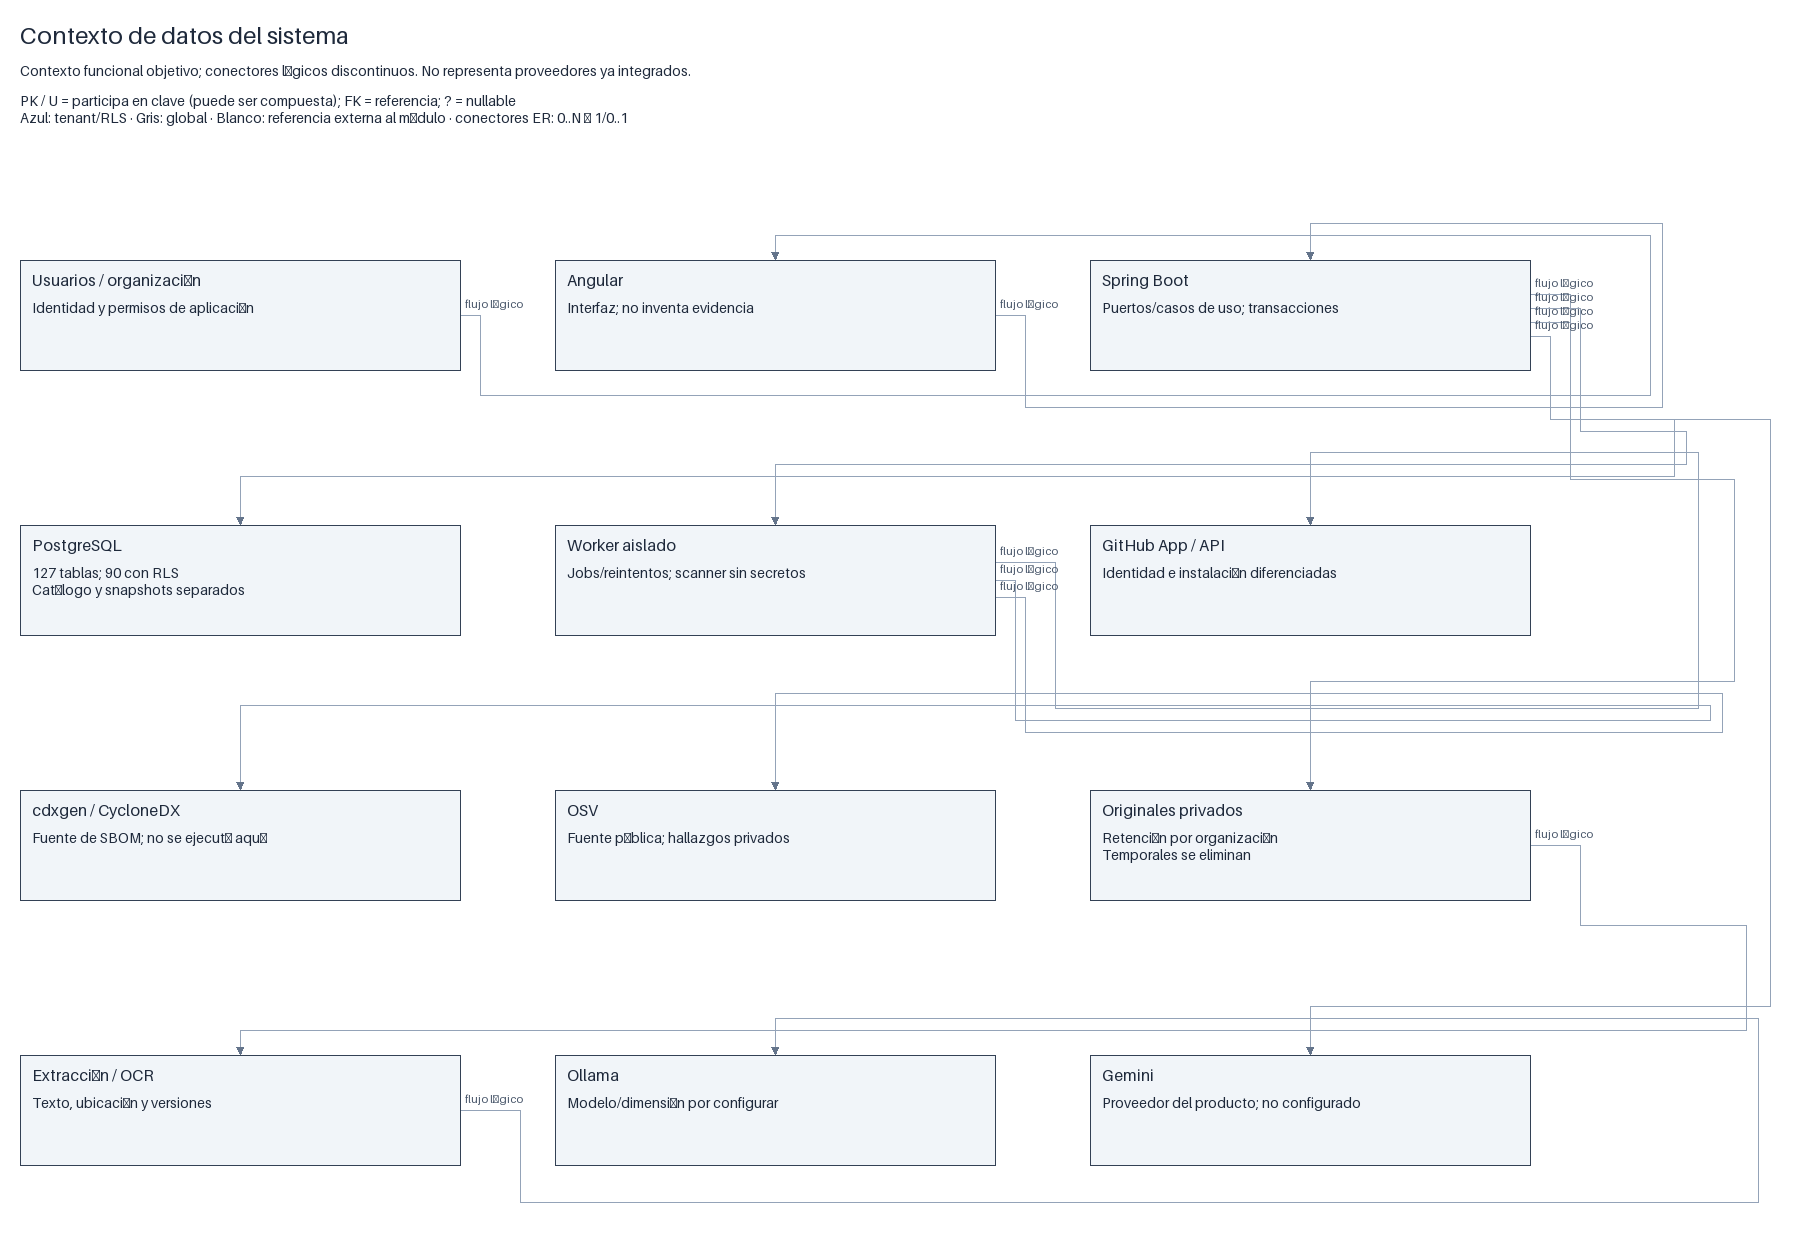 Contexto de datos del sistema
Contexto funcional objetivo; conectores l☒gicos discontinuos. No representa proveedores ya integrados.
PK / U = participa en clave (puede ser compuesta); FK = referencia; ? = nullable
Azul: tenant/RLS · Gris: global · Blanco: referencia externa al m☒dulo · conectores ER: 0..N ☒ 1/0..1
Usuarios / organizaci☒n
Identidad y permisos de aplicaci☒n
flujo l☒gico
Angular
Interfaz; no inventa evidencia
flujo l☒gico
Spring Boot
Puertos/casos de uso; transacciones
flujo l☒gico
flujo l☒gico
flujo l☒gico
flujo l☒gico
PostgreSQL
127 tablas; 90 con RLS
Cat☒logo y snapshots separados
Worker aislado
Jobs/reintentos; scanner sin secretos
flujo l☒gico
flujo l☒gico
flujo l☒gico
GitHub App / API
Identidad e instalaci☒n diferenciadas
cdxgen / CycloneDX
Fuente de SBOM; no se ejecut☒ aqu☒
OSV
Fuente p☒blica; hallazgos privados
Originales privados
Retenci☒n por organizaci☒n
Temporales se eliminan
flujo l☒gico
Extracci☒n / OCR
Texto, ubicaci☒n y versiones
flujo l☒gico
Ollama
Modelo/dimensi☒n por configurar
Gemini
Proveedor del producto; no configurado